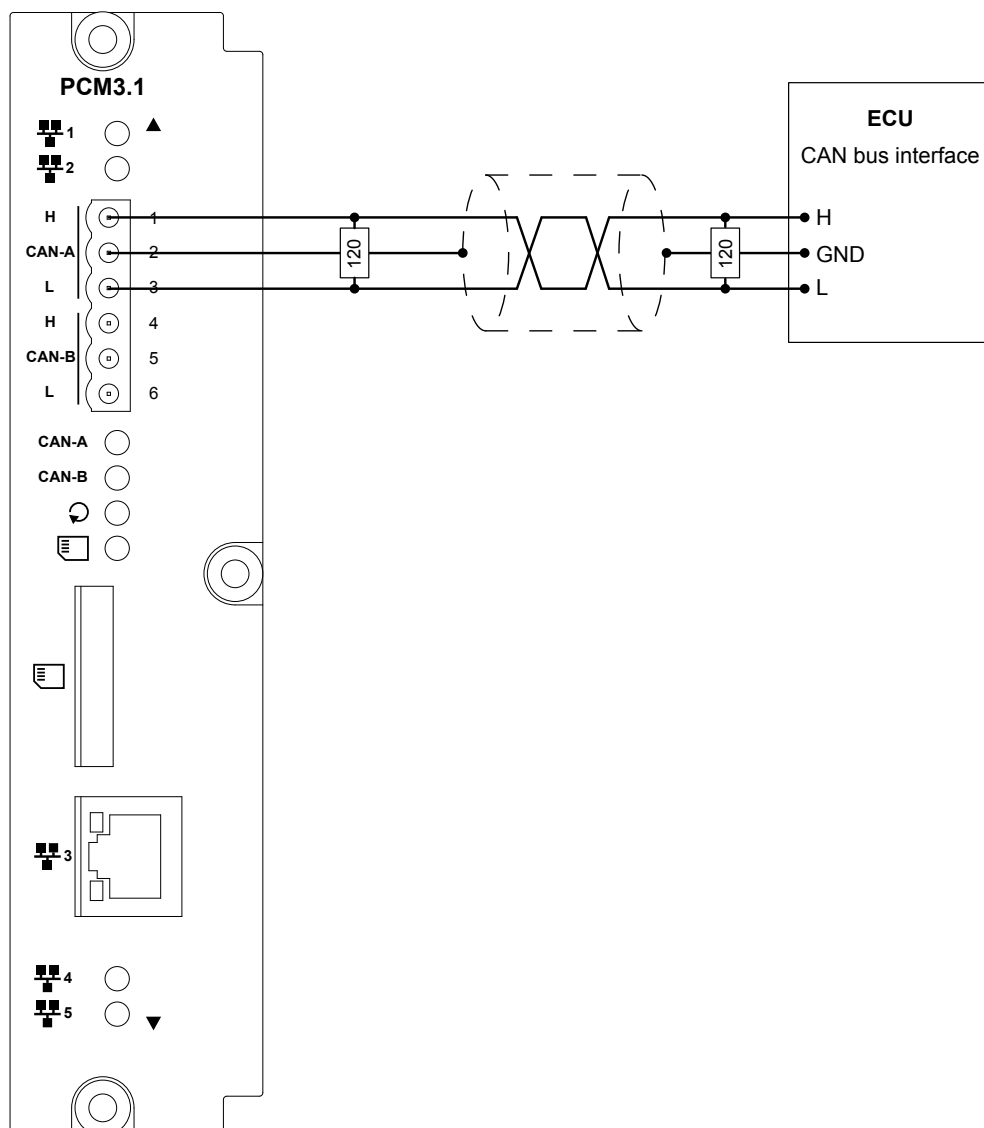 PCM3.1
1
2
ECU
CAN bus interface
H 1 120 120 H
CAN-A 2 GND
L 3 L
H 4
CAN-B 5
L 6
CAN-A
CAN-B
3
4
5